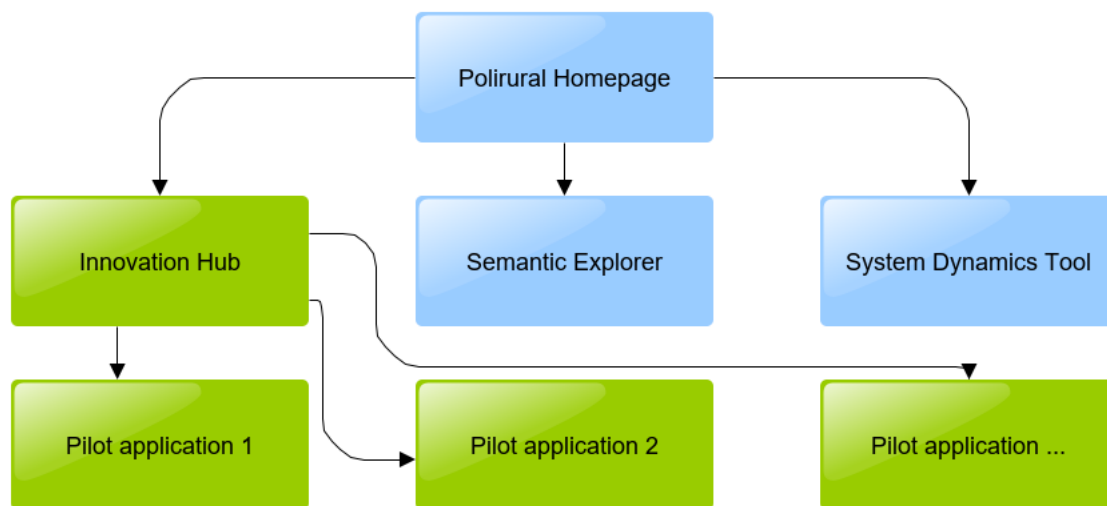 Polirural Homepage
Innovation Hub
Semantic Explorer
System Dynamics Tool
Pilot application 1
Pilot application 2
Pilot application ...